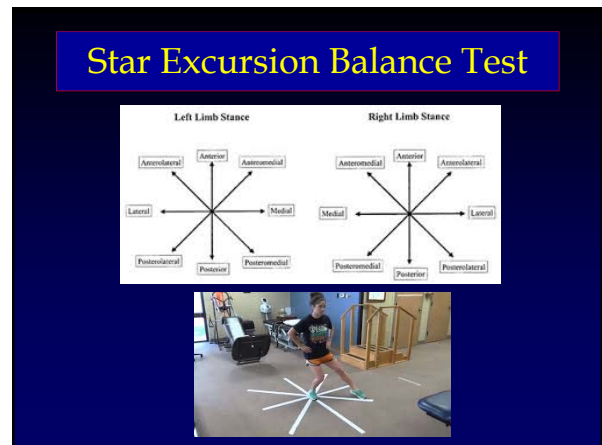 Star Excursion Balance Test
Left Limb Stance
Right Limb Stance
Anterior
Anterolateral
Anteromedial
Lateral
Medial
Posterolateral
Posteromedial
Posterior
Anterior
Anteromedial
Anterolateral
Medial
Lateral
Posteromedial
Posterolateral
Posterior